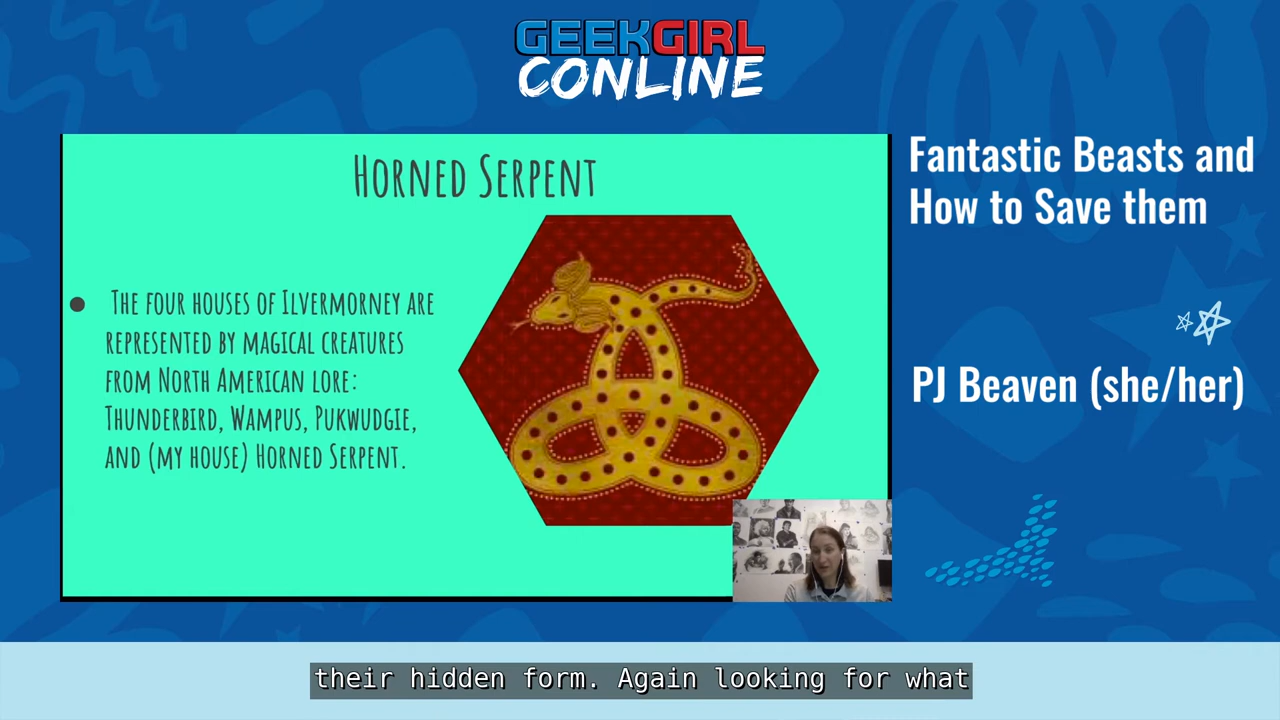 GEEKGIRL
CONLINE
Fantastic Beasts and
How to Save them
PJ Beaven (she/her)
HORNED SERPENT
● THE FOUR HOUSES OF ILVERMORNEY ARE
REPRESENTED BY MAGICAL CREATURES
FROM NORTH AMERICAN LORE:
THUNDERBIRD, WAMPUS, PUKWUDGIE,
AND (MY HOUSE) HORNED SERPENT.
their hidden form. Again looking for what